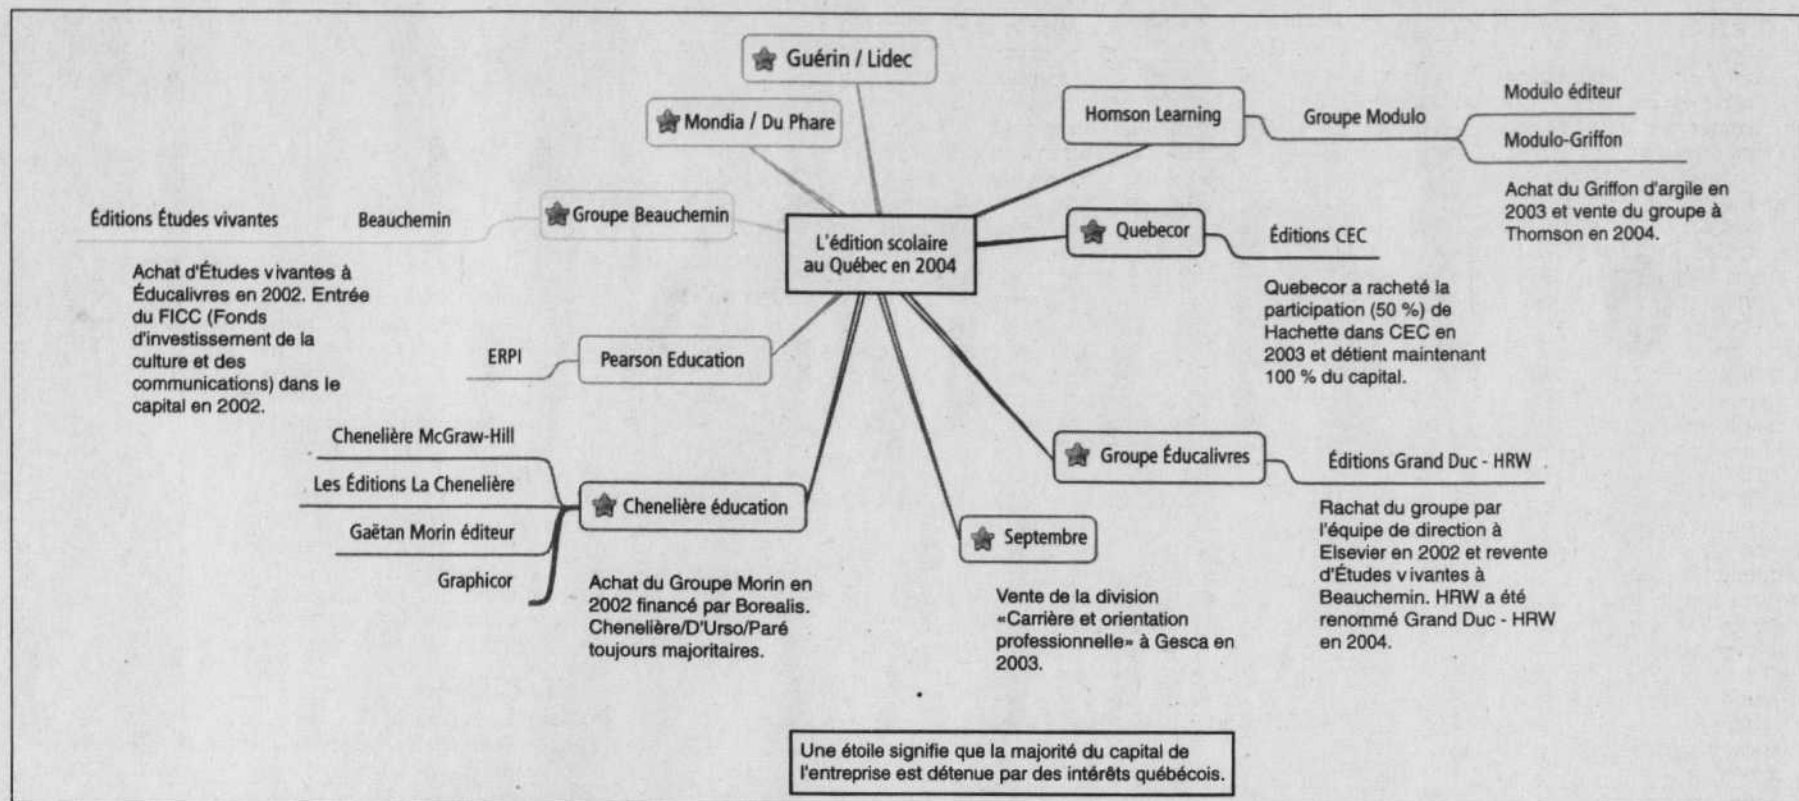 Guérin / Lidec
Mondia / Du Phare
Homson Learning
Groupe Modulo
Modulo éditeur
Modulo-Griffon
Achat du Griffon d'argile en
2003 et vente du groupe à
Thomson en 2004.
Éditions Études vivantes
Beauchemin
Groupe Beauchemin
Achat d'Études vivantes à
Éducalivres en 2002. Entrée
du FICC (Fonds
d'investissement de la
culture et des
communications) dans le
capital en 2002.
L'édition scolaire
au Québec en 2004
Quebecor
Éditions CEC
Quebecor a racheté la
participation (50 %) de
Hachette dans CEC en
2003 et détient maintenant
100 % du capital.
ERPI
Pearson Education
Chenelière McGraw-Hill
Les Éditions La Chenelière
Gaëtan Morin éditeur
Graphicor
Chenelière éducation
Achat du Groupe Morin en
2002 financé par Borealis.
Chenelière/D'Urso/Paré
toujours majoritaires.
Septembre
Vente de la division
«Carrière et orientation
professionnelle» à Gesca en
2003.
Groupe Éducalivres
Éditions Grand Duc - HRW
Rachat du groupe par
l'équipe de direction à
Elsevier en 2002 et revente
d'Études vivantes à
Beauchemin. HRW a été
renommé Grand Duc - HRW
en 2004.
Une étoile signifie que la majorité du capital de
l'entreprise est détenue par des intérêts québécois.